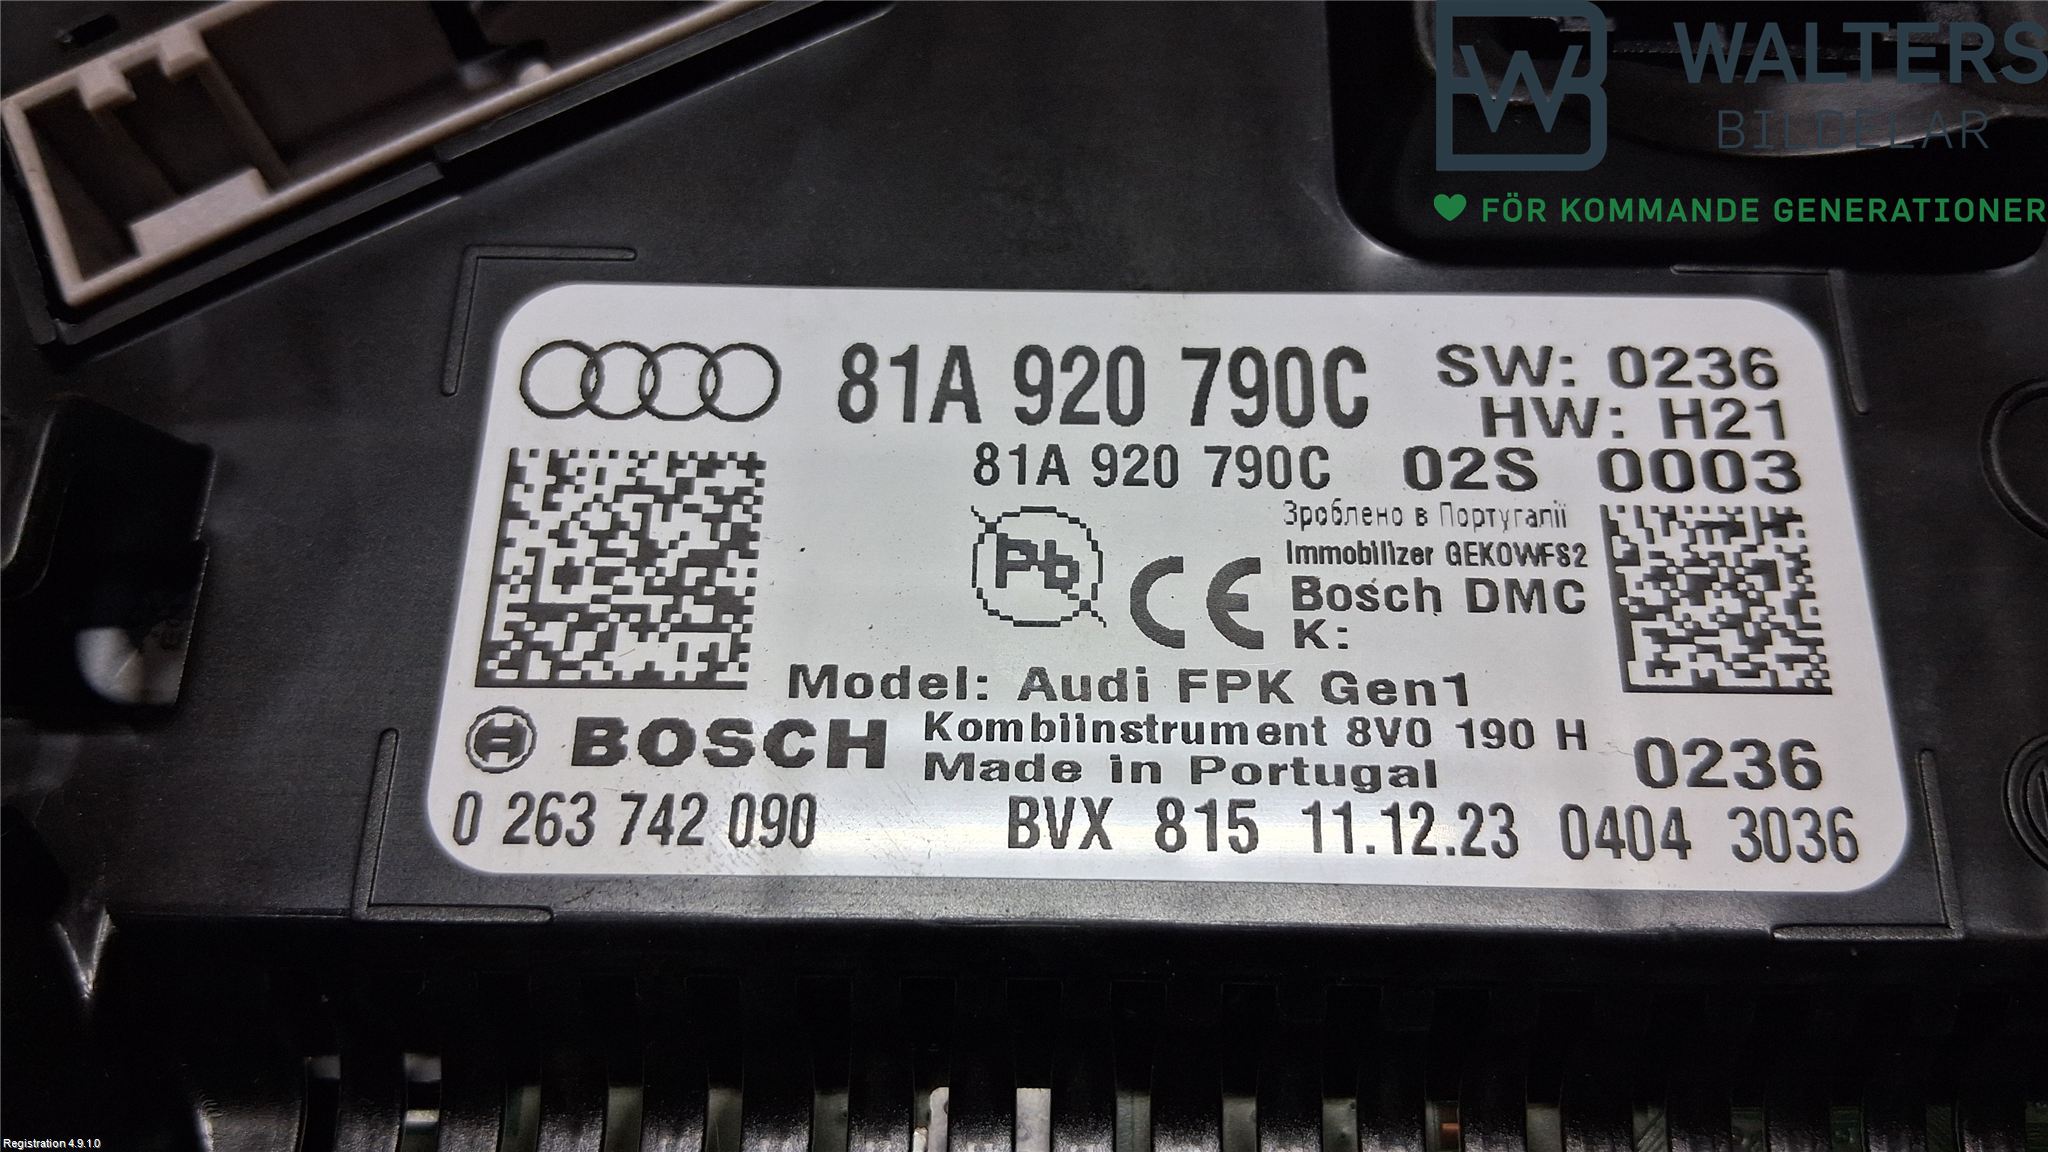 WALTERS
BILDELAR
FÖR KOMMANDE GENERATIONER
81A 920 790C
SW: 0236
HW: H21
81A 920 790C 02S 0003
Pb
CE
Зроблено в Португалії
Immobilizer GEKOWFS2
Bosch DMC
K:
Model: Audi FPK Gen1
BOSCH
Kombiinstrument 8V0 190 H
Made in Portugal
0236
0 263 742 090
BVX 815 11.12.23 0404 3036
Registration 4.9.1.0